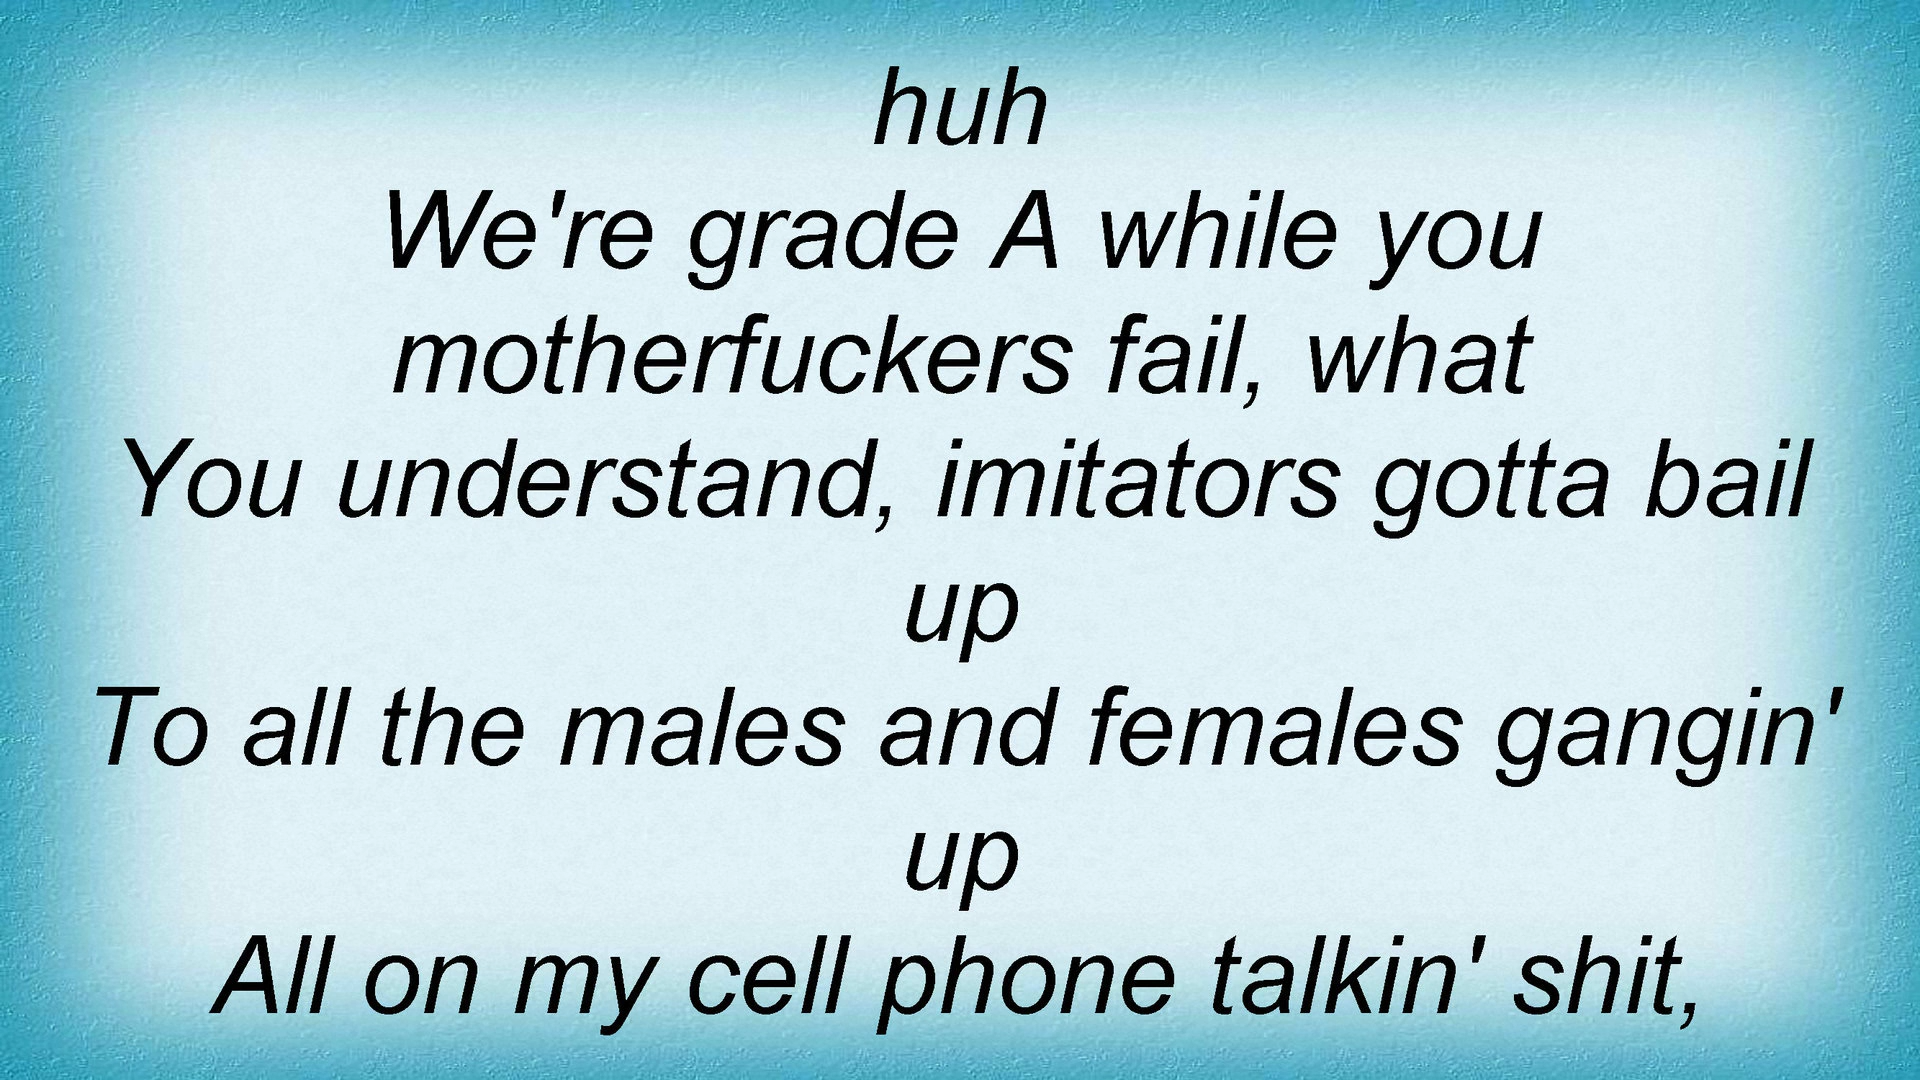 huh
We're grade A while you
motherfuckers fail, what
You understand, imitators gotta bail
up
To all the males and females gangin'
up
All on my cell phone talkin' shit,